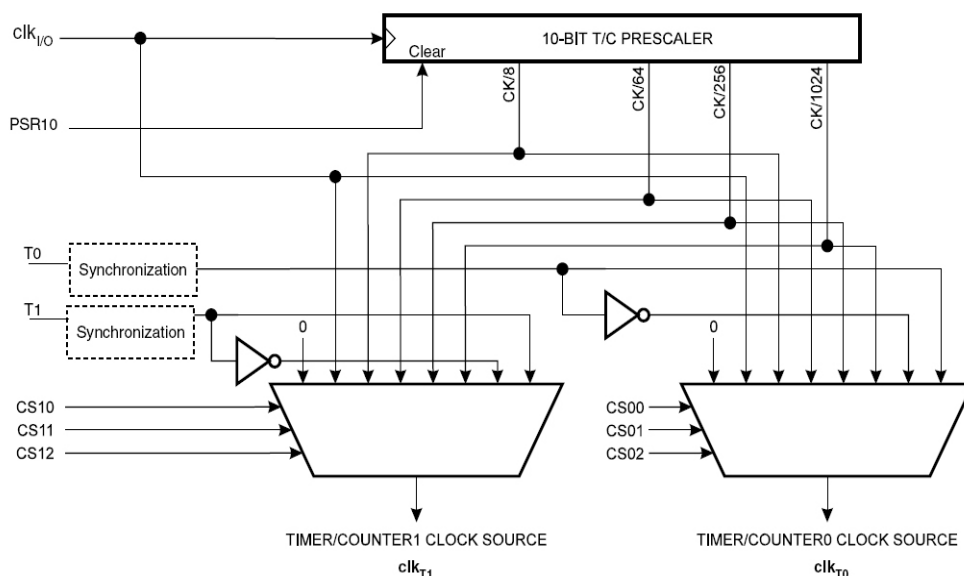 clkI/O
10-BIT T/C PRESCALER
Clear
CK/8
CK/64
CK/256
CK/1024
PSR10
T0
Synchronization
T1
Synchronization
0
0
CS10
CS11
CS12
CS00
CS01
CS02
TIMER/COUNTER1 CLOCK SOURCE
clkT1
TIMER/COUNTER0 CLOCK SOURCE
clkT0